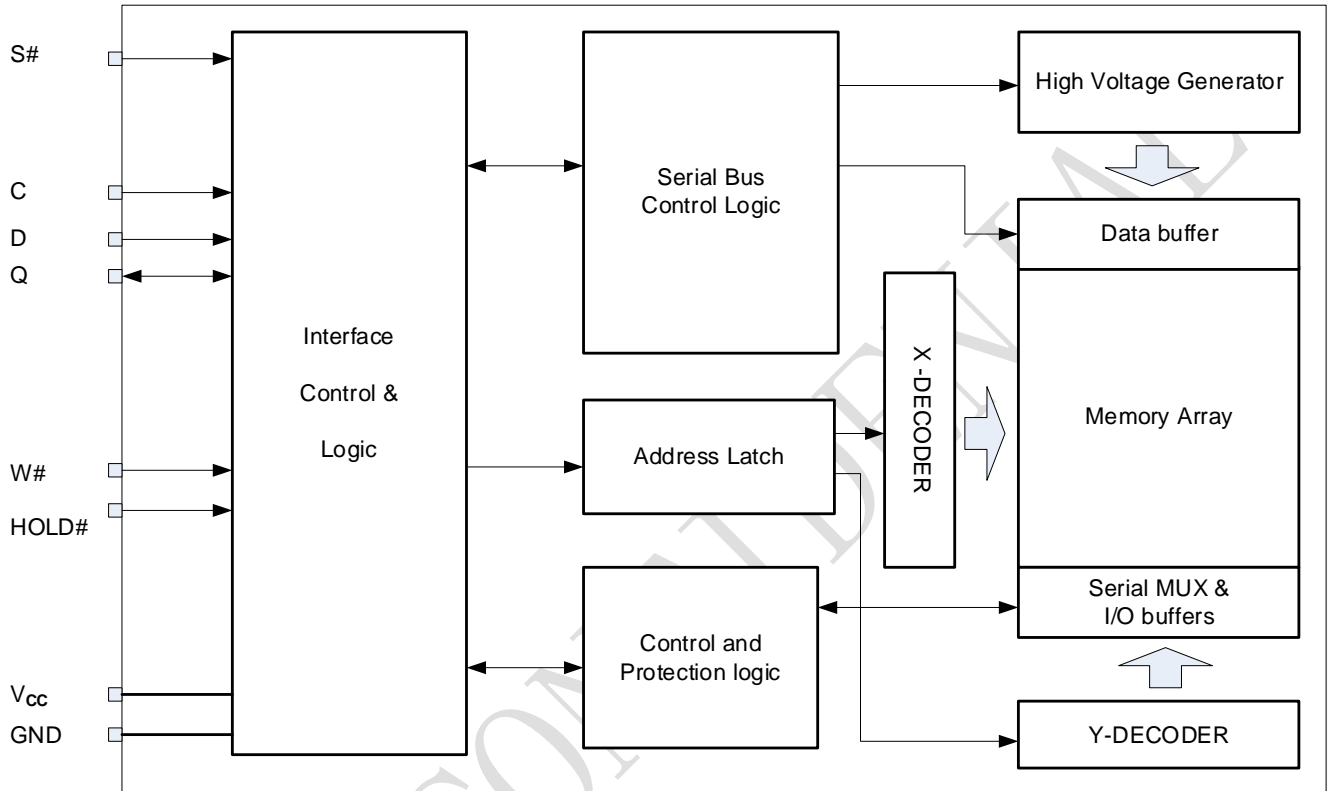 S#
C
D
Q
W#
HOLD#
Vcc
GND
Interface
Control &
Logic
Serial Bus
Control Logic
Address Latch
Control and
Protection logic
X -DECODER
High Voltage Generator
Data buffer
Memory Array
Serial MUX &
I/O buffers
Y-DECODER